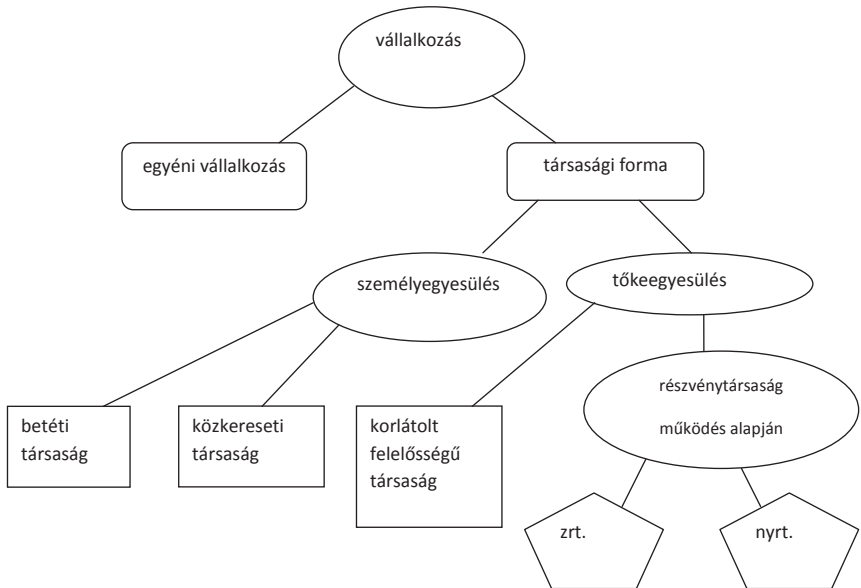 vállalkozás
egyéni vállalkozás
társasági forma
személyegyesülés
tőkeegyesülés
részvénytársaság
működés alapján
betéti
társaság
közkereseti
társaság
korlátolt
felelősségű
társaság
zrt.
nyrt.